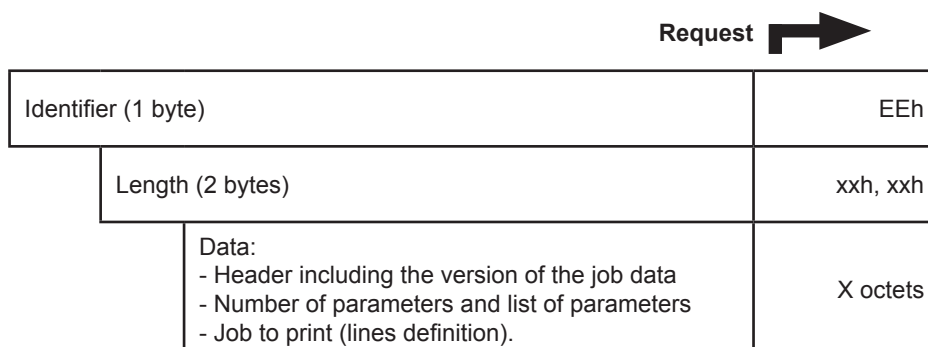 Request
Identifier (1 byte)
EEh
Length (2 bytes)
xxh, xxh
Data:
- Header including the version of the job data
- Number of parameters and list of parameters
- Job to print (lines definition).
X octets